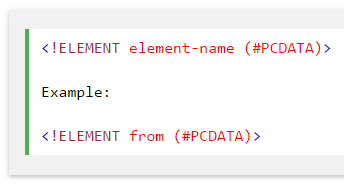 <!ELEMENT element-name (#PCDATA)>
Example:
<!ELEMENT from (#PCDATA)>